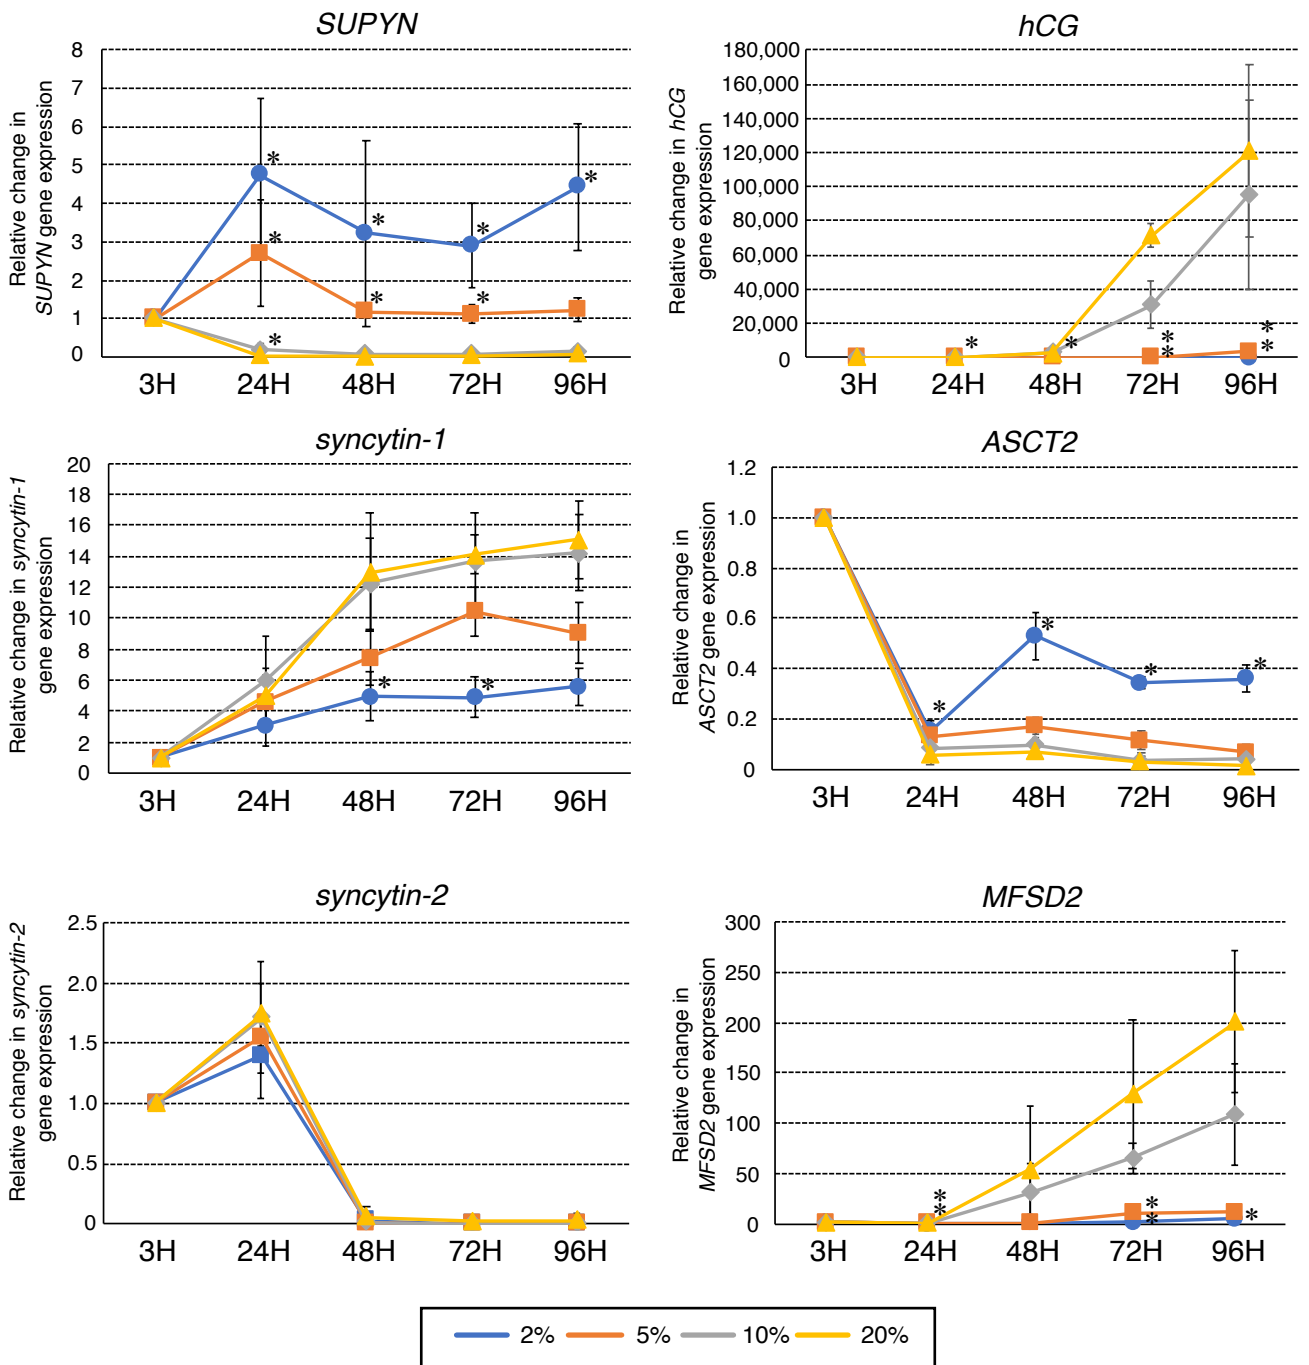 SUPYN
Relative change in
SUPYN gene expression
8
7
6
5
4
3
2
1
0
* * * *
* * *
*
3H 24H 48H 72H 96H
hCG
Relative change in hCG
gene expression
180,000
160,000
140,000
120,000
100,000
80,000
60,000
40,000
20,000
0
* * * * * *
3H 24H 48H 72H 96H
syncytin-1
Relative change in syncytin-1
gene expression
20
18
16
14
12
10
8
6
4
2
0
* *
3H 24H 48H 72H 96H
ASCT2
Relative change in
ASCT2 gene expression
1.2
1.0
0.8
0.6
0.4
0.2
0
* * * *
3H 24H 48H 72H 96H
syncytin-2
Relative change in syncytin-2
gene expression
2.5
2.0
1.5
1.0
0.5
0
3H 24H 48H 72H 96H
MFSD2
Relative change in
MFSD2 gene expression
300
250
200
150
100
50
0
* * * * *
3H 24H 48H 72H 96H
2% 5% 10% 20%